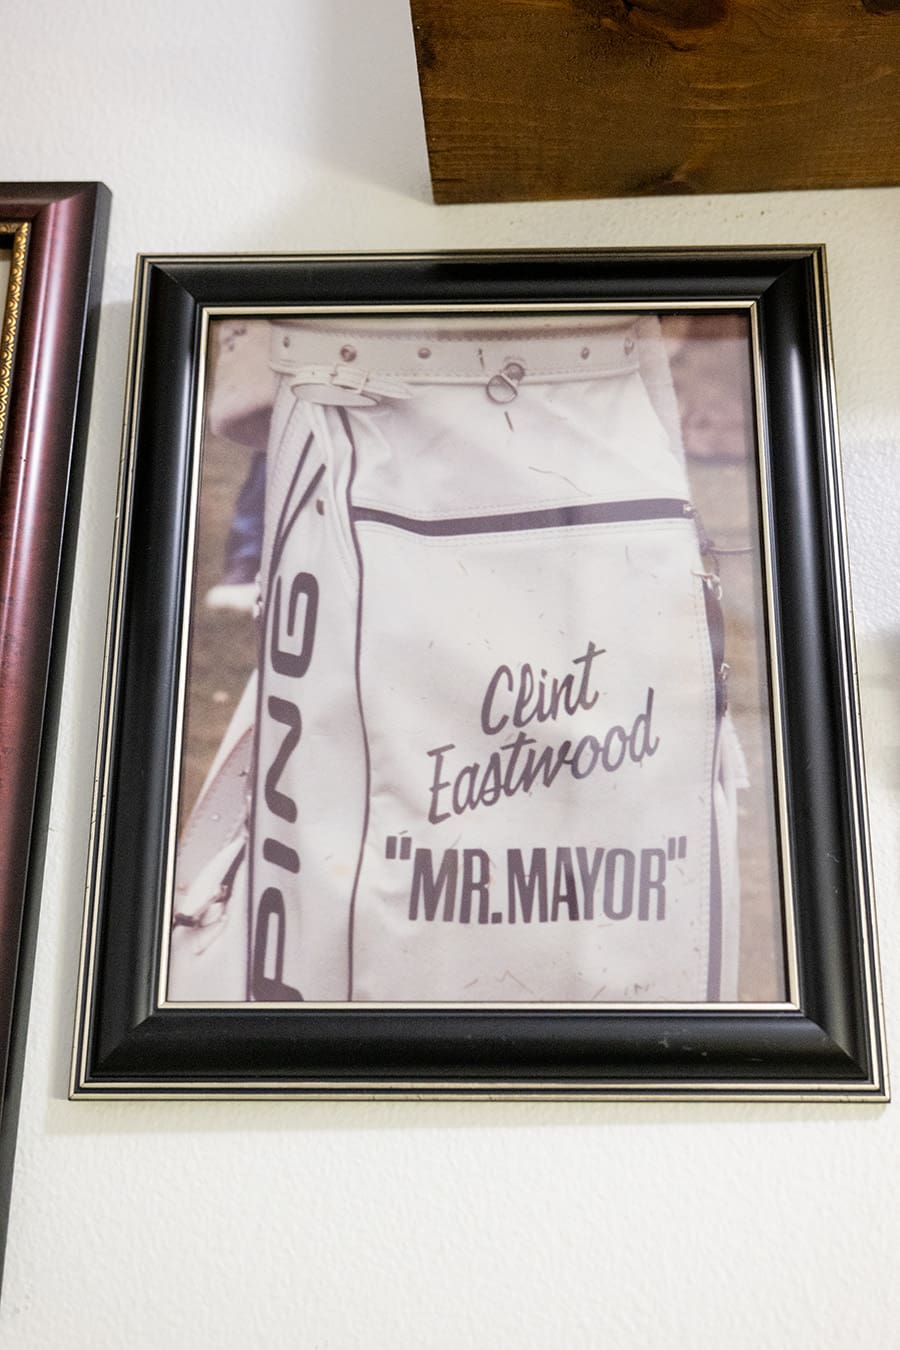 PING
Clint
Eastwood
"MR.MAYOR"